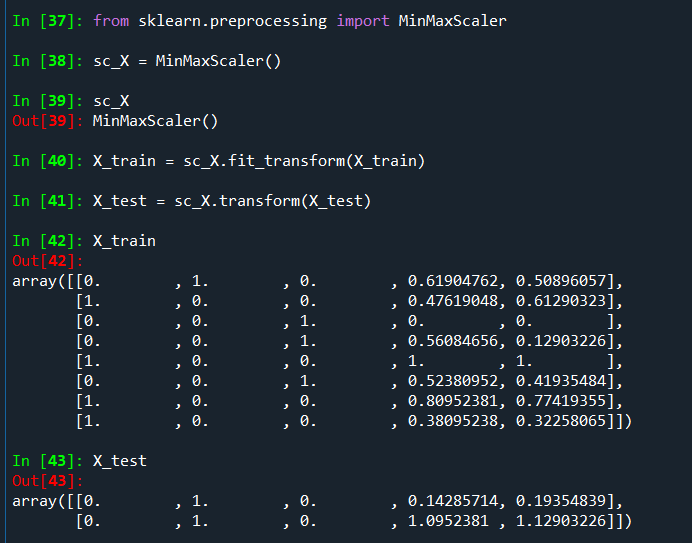 In [37]: from sklearn.preprocessing import MinMaxScaler
In [38]: sc_X = MinMaxScaler()
In [39]: sc_X
Out[39]: MinMaxScaler()
In [40]: X_train = sc_X.fit_transform(X_train)
In [41]: X_test = sc_X.transform(X_test)
In [42]: X_train
Out[42]:
array([[0.        , 1.        , 0.        , 0.61904762, 0.50896057],
       [1.        , 0.        , 0.        , 0.47619048, 0.61290323],
       [0.        , 0.        , 1.        , 0.        , 0.        ],
       [0.        , 0.        , 1.        , 0.56084656, 0.12903226],
       [1.        , 0.        , 0.        , 1.        , 1.        ],
       [0.        , 0.        , 1.        , 0.52380952, 0.41935484],
       [1.        , 0.        , 0.        , 0.80952381, 0.77419355],
       [1.        , 0.        , 0.        , 0.38095238, 0.32258065]])
In [43]: X_test
Out[43]:
array([[0.        , 1.        , 0.        , 0.14285714, 0.19354839],
       [0.        , 1.        , 0.        , 1.0952381 , 1.12903226]])